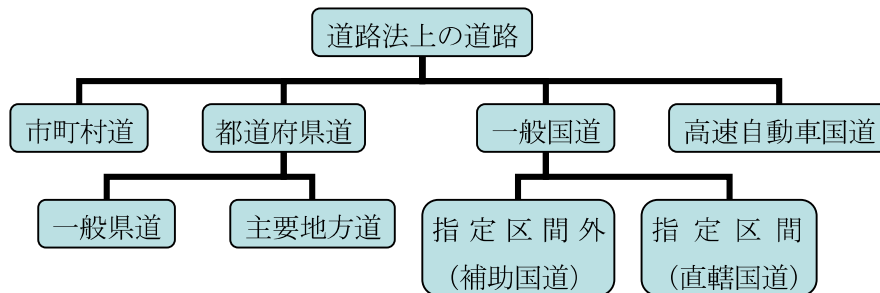 道路法上の道路
市町村道
都道府県道
一般国道
高速自動車国道
一般県道
主要地方道
指定区間外
（補助国道）
指定区間
（直轄国道）